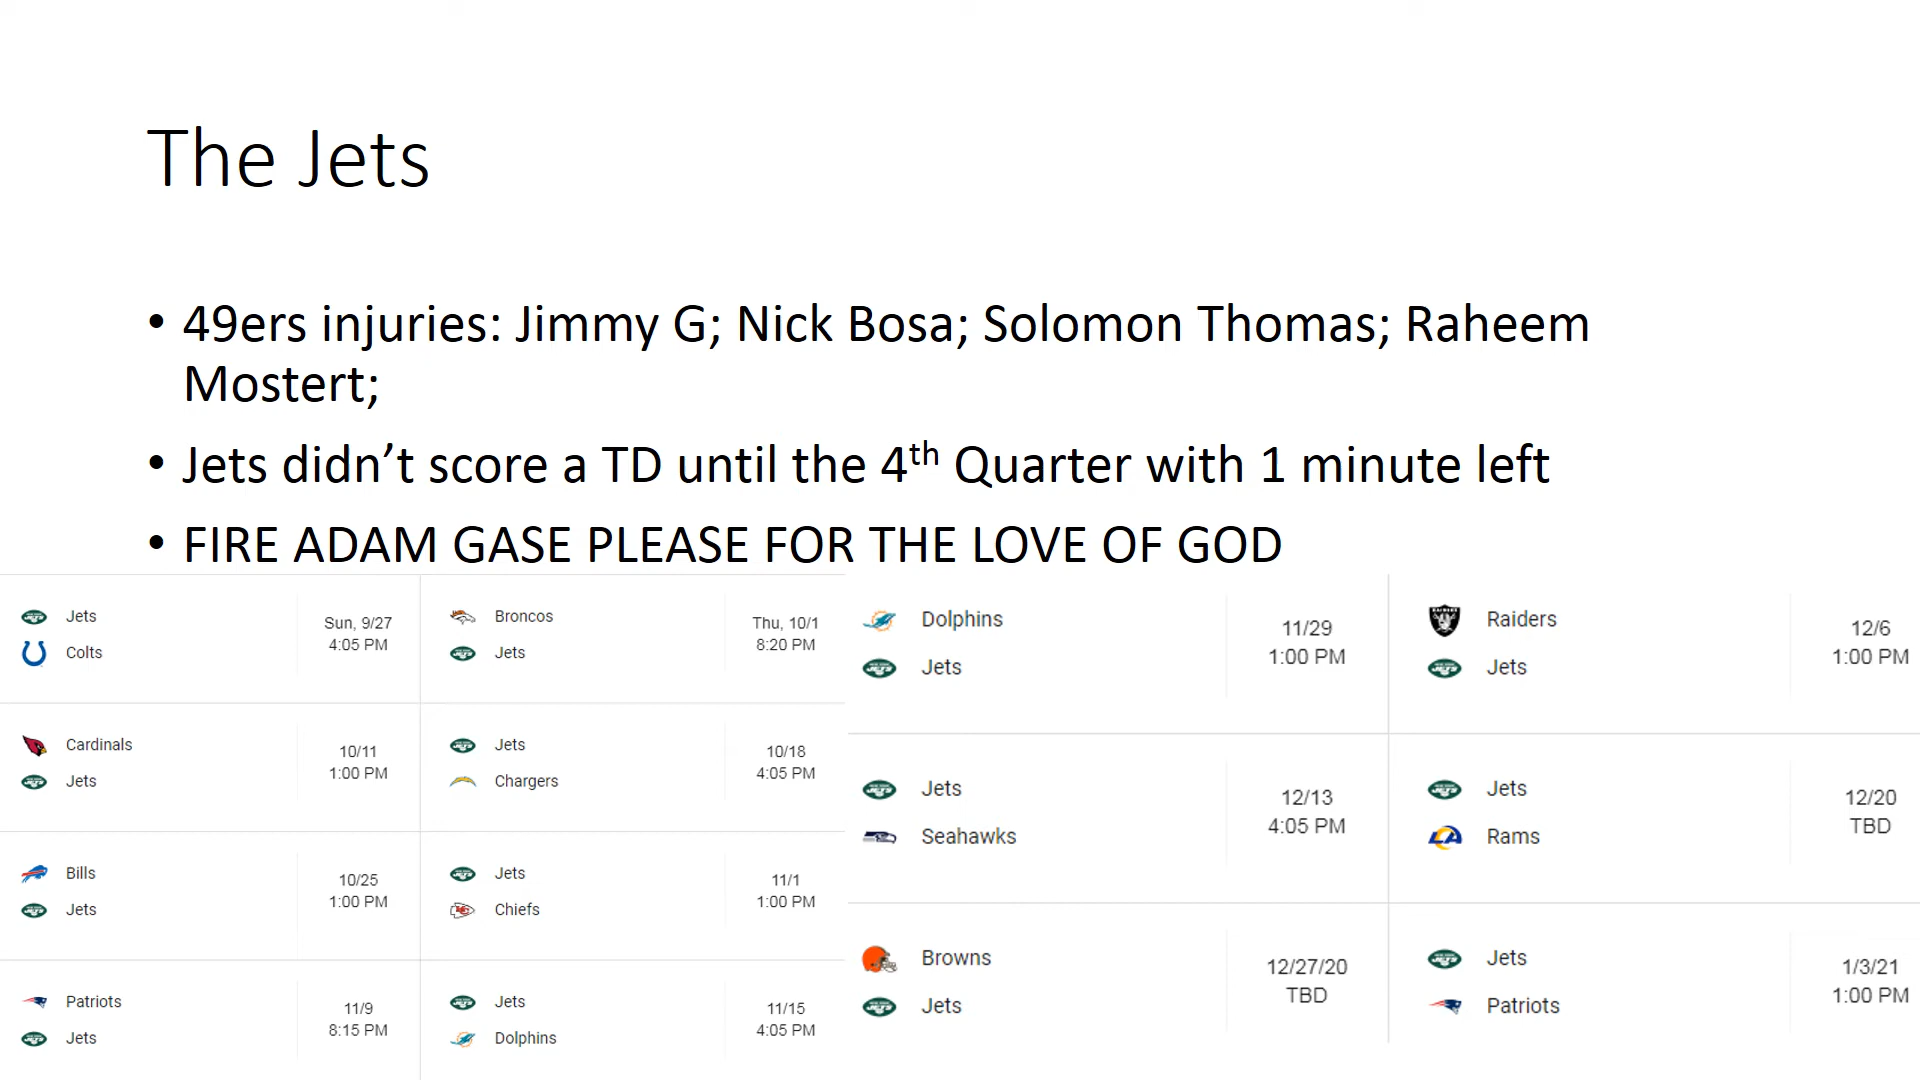 The Jets
• 49ers injuries: Jimmy G; Nick Bosa; Solomon Thomas; Raheem
Mostert;
• Jets didn’t score a TD until the 4th Quarter with 1 minute left
• FIRE ADAM GASE PLEASE FOR THE LOVE OF GOD
Jets
Colts
Sun, 9/27
4:05 PM
Broncos
Jets
Thu, 10/1
8:20 PM
Cardinals
Jets
10/11
1:00 PM
Jets
Chargers
10/18
4:05 PM
Bills
Jets
10/25
1:00 PM
Jets
Chiefs
11/1
1:00 PM
Patriots
Jets
11/9
8:15 PM
Jets
Dolphins
11/15
4:05 PM
Dolphins
Jets
11/29
1:00 PM
Raiders
Jets
12/6
1:00 PM
Jets
Seahawks
12/13
4:05 PM
Jets
Rams
12/20
TBD
Browns
Jets
12/27/20
TBD
Jets
Patriots
1/3/21
1:00 PM